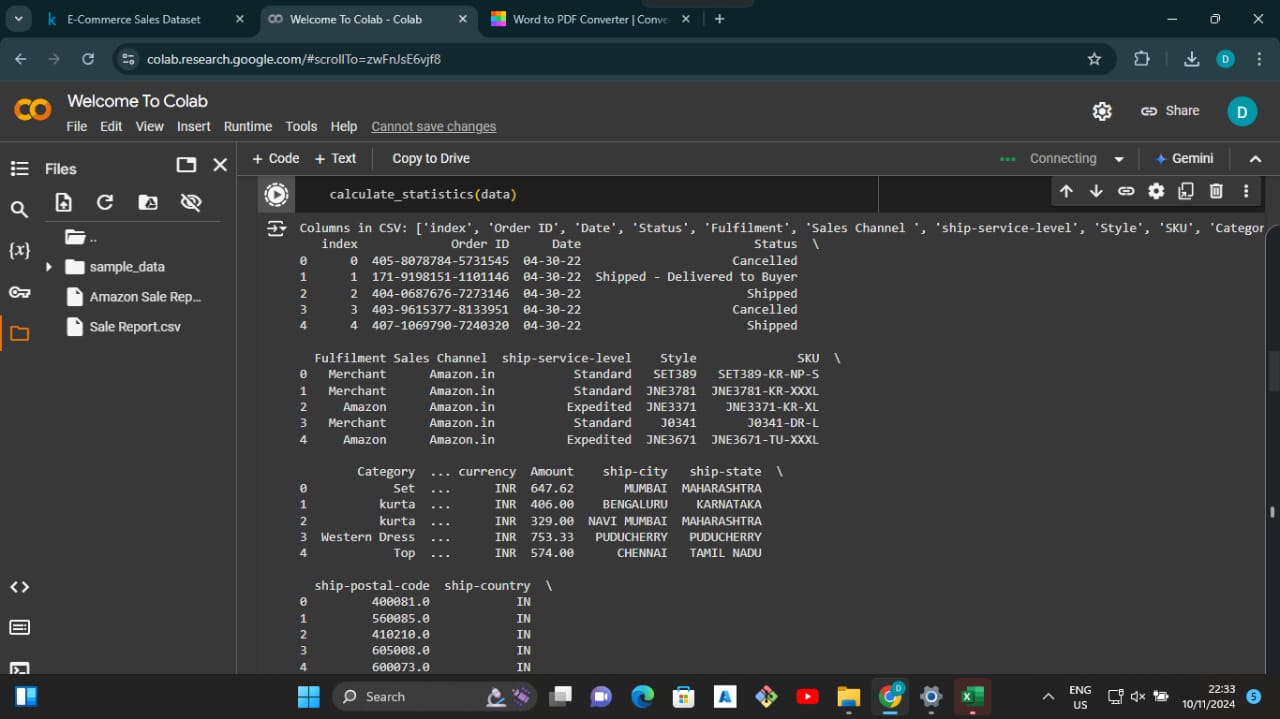 E-Commerce Sales Dataset
Welcome To Colab - Colab
Word to PDF Converter | Conve
colab.research.google.com/#scrollTo=zwFnJsE6vjf8
D
Welcome To Colab
File Edit View Insert Runtime Tools Help Cannot save changes
Share
D
Files
+ Code + Text Copy to Drive
Connecting
Gemini
..
sample_data
Amazon Sale Rep...
Sale Report.csv
{x}
calculate_statistics(data)
Columns in CSV: ['index', 'Order ID', 'Date', 'Status', 'Fulfilment', 'Sales Channel ', 'ship-service-level', 'Style', 'SKU', 'Categor
index Order ID Date Status \
0 0 405-8078784-5731545 04-30-22 Cancelled
1 1 171-9198151-1101146 04-30-22 Shipped - Delivered to Buyer
2 2 404-0687676-7273146 04-30-22 Shipped
3 3 403-9615377-8133951 04-30-22 Cancelled
4 4 407-1069790-7240320 04-30-22 Shipped
Fulfilment Sales Channel ship-service-level Style SKU \
0 Merchant Amazon.in Standard SET389 SET389-KR-NP-S
1 Merchant Amazon.in Standard JNE3781 JNE3781-KR-XXXL
2 Amazon Amazon.in Expedited JNE3371 JNE3371-KR-XL
3 Merchant Amazon.in Standard J0341 J0341-DR-L
4 Amazon Amazon.in Expedited JNE3671 JNE3671-TU-XXXL
Category ... currency Amount ship-city ship-state \
0 Set ... INR 647.62 MUMBAI MAHARASHTRA
1 kurta ... INR 406.00 BENGALURU KARNATAKA
2 kurta ... INR 329.00 NAVI MUMBAI MAHARASHTRA
3 Western Dress ... INR 753.33 PUDUCHERRY PUDUCHERRY
4 Top ... INR 574.00 CHENNAI TAMIL NADU
ship-postal-code ship-country \
0 400081.0 IN
1 560085.0 IN
2 410210.0 IN
3 605008.0 IN
4 600073.0 IN
Search
ENG
US
22:33
10/11/2024
5